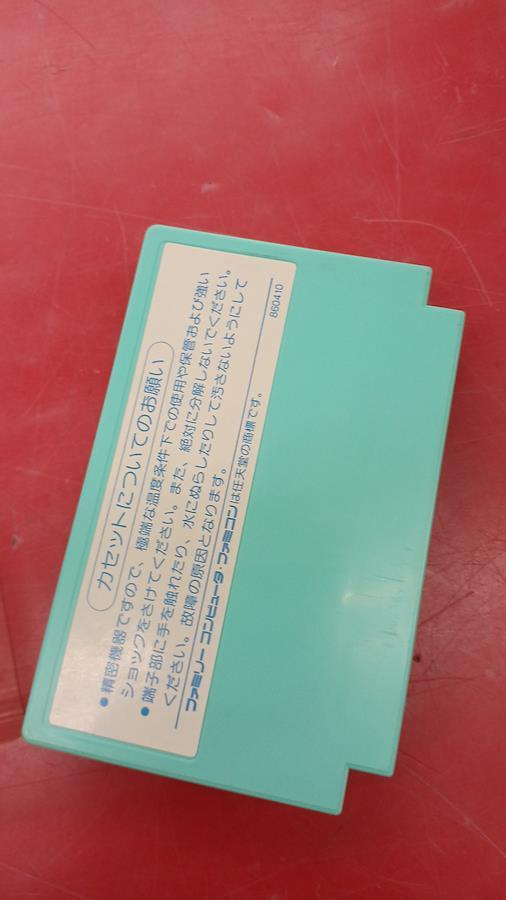 カセットについてのお願い
●精密機器ですので、極端な温度条件下での使用や保管および強い
ショックをさけてください。また、絶対に分解しないでください。
●端子部に手を触れたり、水にぬらしたりして汚さないようにして
ください。故障の原因となります。
860410
ファミリー コンピュータ・ファミコンは任天堂の商標です。